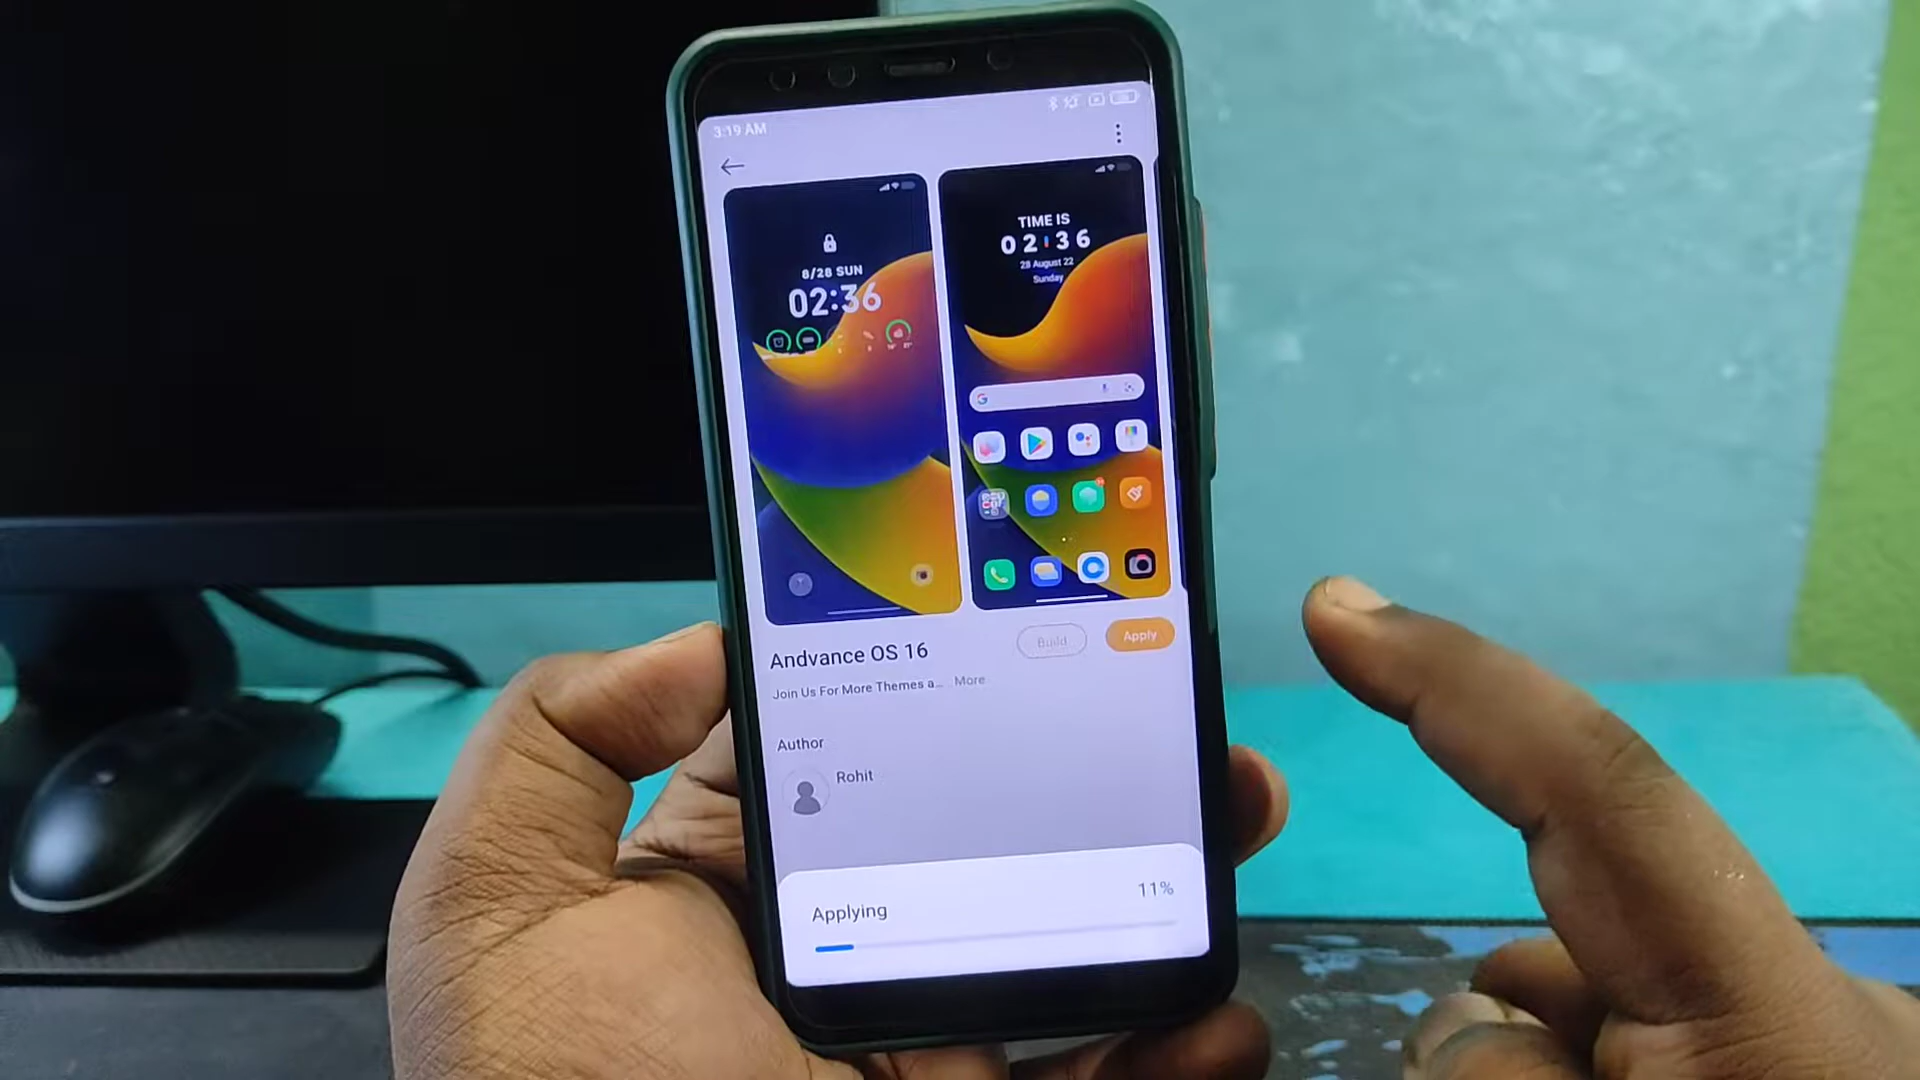 3:19 AM
8/28 SUN
02:36
TIME IS
02:36
28 August 22
Sunday
Andvance OS 16
Build
Apply
Join Us For More Themes a... More
Author
Rohit
Applying
11%